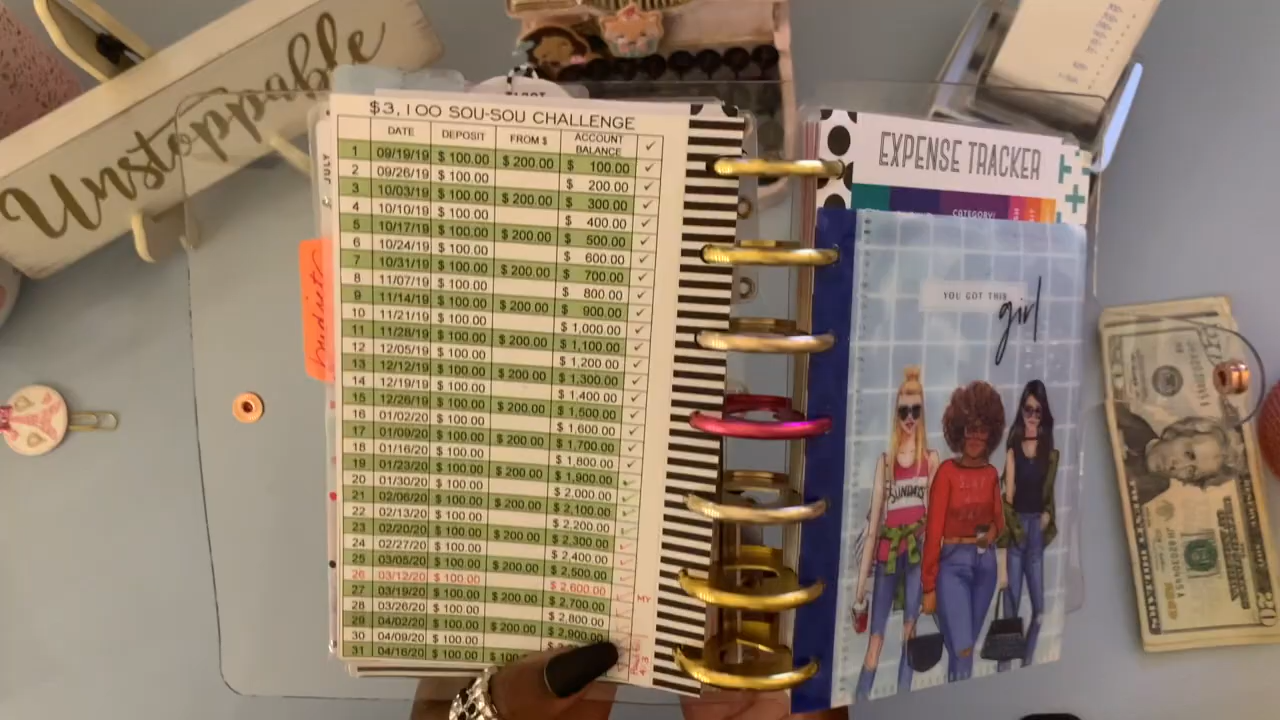 Unstoppable
JULY
$3,100 SOU-SOU CHALLENGE
DATE DEPOSIT FROM $ ACCOUNT BALANCE ✓
1 09/19/19 $ 100.00 $ 200.00 $ 100.00 ✓
2 09/26/19 $ 100.00 $ 200.00 ✓
3 10/03/19 $ 100.00 $ 200.00 $ 300.00 ✓
4 10/10/19 $ 100.00 $ 400.00 ✓
5 10/17/19 $ 100.00 $ 200.00 $ 500.00 ✓
6 10/24/19 $ 100.00 $ 600.00 ✓
7 10/31/19 $ 100.00 $ 200.00 $ 700.00 ✓
8 11/07/19 $ 100.00 $ 800.00 ✓
9 11/14/19 $ 100.00 $ 200.00 $ 900.00 ✓
10 11/21/19 $ 100.00 $ 1,000.00 ✓
11 11/28/19 $ 100.00 $ 200.00 $ 1,100.00 ✓
12 12/05/19 $ 100.00 $ 1,200.00 ✓
13 12/12/19 $ 100.00 $ 200.00 $ 1,300.00 ✓
14 12/19/19 $ 100.00 $ 1,400.00 ✓
15 12/26/19 $ 100.00 $ 200.00 $ 1,500.00 ✓
16 01/02/20 $ 100.00 $ 1,600.00 ✓
17 01/09/20 $ 100.00 $ 200.00 $ 1,700.00 ✓
18 01/16/20 $ 100.00 $ 1,800.00 ✓
19 01/23/20 $ 100.00 $ 200.00 $ 1,900.00 ✓
20 01/30/20 $ 100.00 $ 2,000.00 ✓
21 02/06/20 $ 100.00 $ 200.00 $ 2,100.00 ✓
22 02/13/20 $ 100.00 $ 2,200.00 ✓
23 02/20/20 $ 100.00 $ 200.00 $ 2,300.00 ✓
24 02/27/20 $ 100.00 $ 2,400.00 ✓
25 03/05/20 $ 100.00 $ 200.00 $ 2,500.00 ✓
26 03/12/20 $ 100.00 $ 2,600.00 ✓
27 03/19/20 $ 100.00 $ 200.00 $ 2,700.00 ✓
28 03/26/20 $ 100.00 $ 2,800.00 ✓
29 04/02/20 $ 100.00 $ 200.00 $ 2,900.00
30 04/09/20 $ 100.00
31 04/16/20 $ 100.00 $ 100
EXPENSE TRACKER
CATEGORY
YOU GOT THIS
girl
SUNDAYS